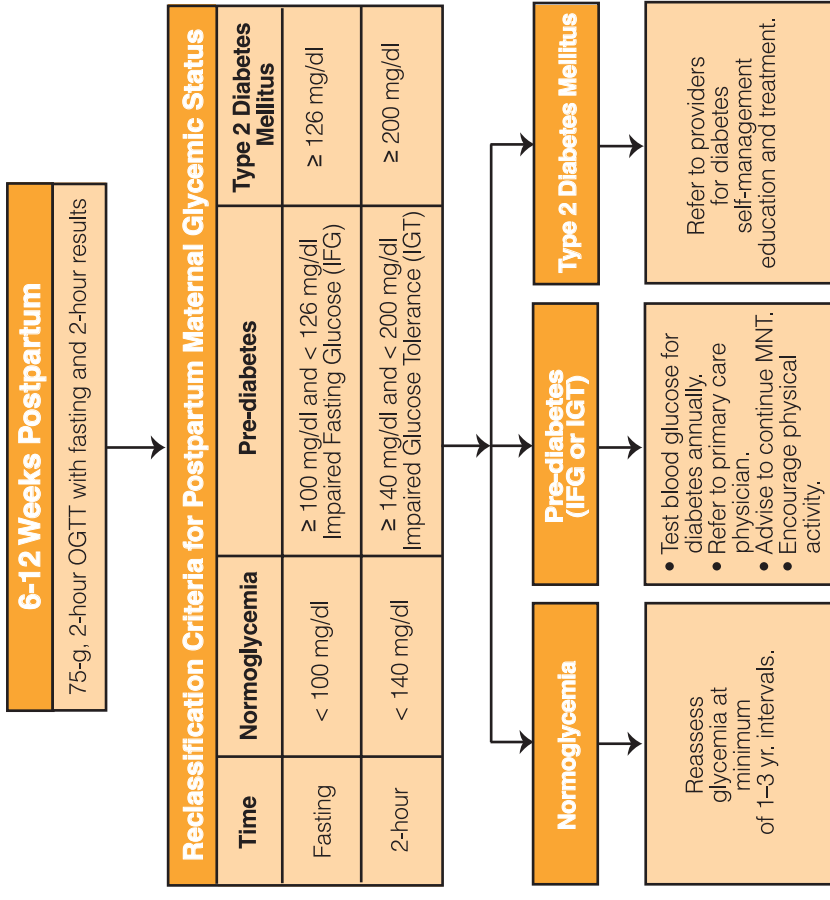 6-12 Weeks Postpartum
75-g, 2-hour OGTT with fasting and 2-hour results
Reclassification Criteria for Postpartum Maternal Glycemic Status
Time
Normoglycemia
Pre-diabetes
Type 2 Diabetes
Mellitus
Fasting
< 100 mg/dl
≥ 100 mg/dl and < 126 mg/dl
Impaired Fasting Glucose (IFG)
≥ 126 mg/dl
2-hour
< 140 mg/dl
≥ 140 mg/dl and < 200 mg/dl
Impaired Glucose Tolerance (IGT)
≥ 200 mg/dl
Normoglycemia
Reassess
glycemia at
minimum
of 1–3 yr. intervals.
Pre-diabetes
(IFG or IGT)
• Test blood glucose for
diabetes annually.
• Refer to primary care
physician.
• Advise to continue MNT.
• Encourage physical
activity.
Type 2 Diabetes Mellitus
Refer to providers
for diabetes
self-management
education and treatment.